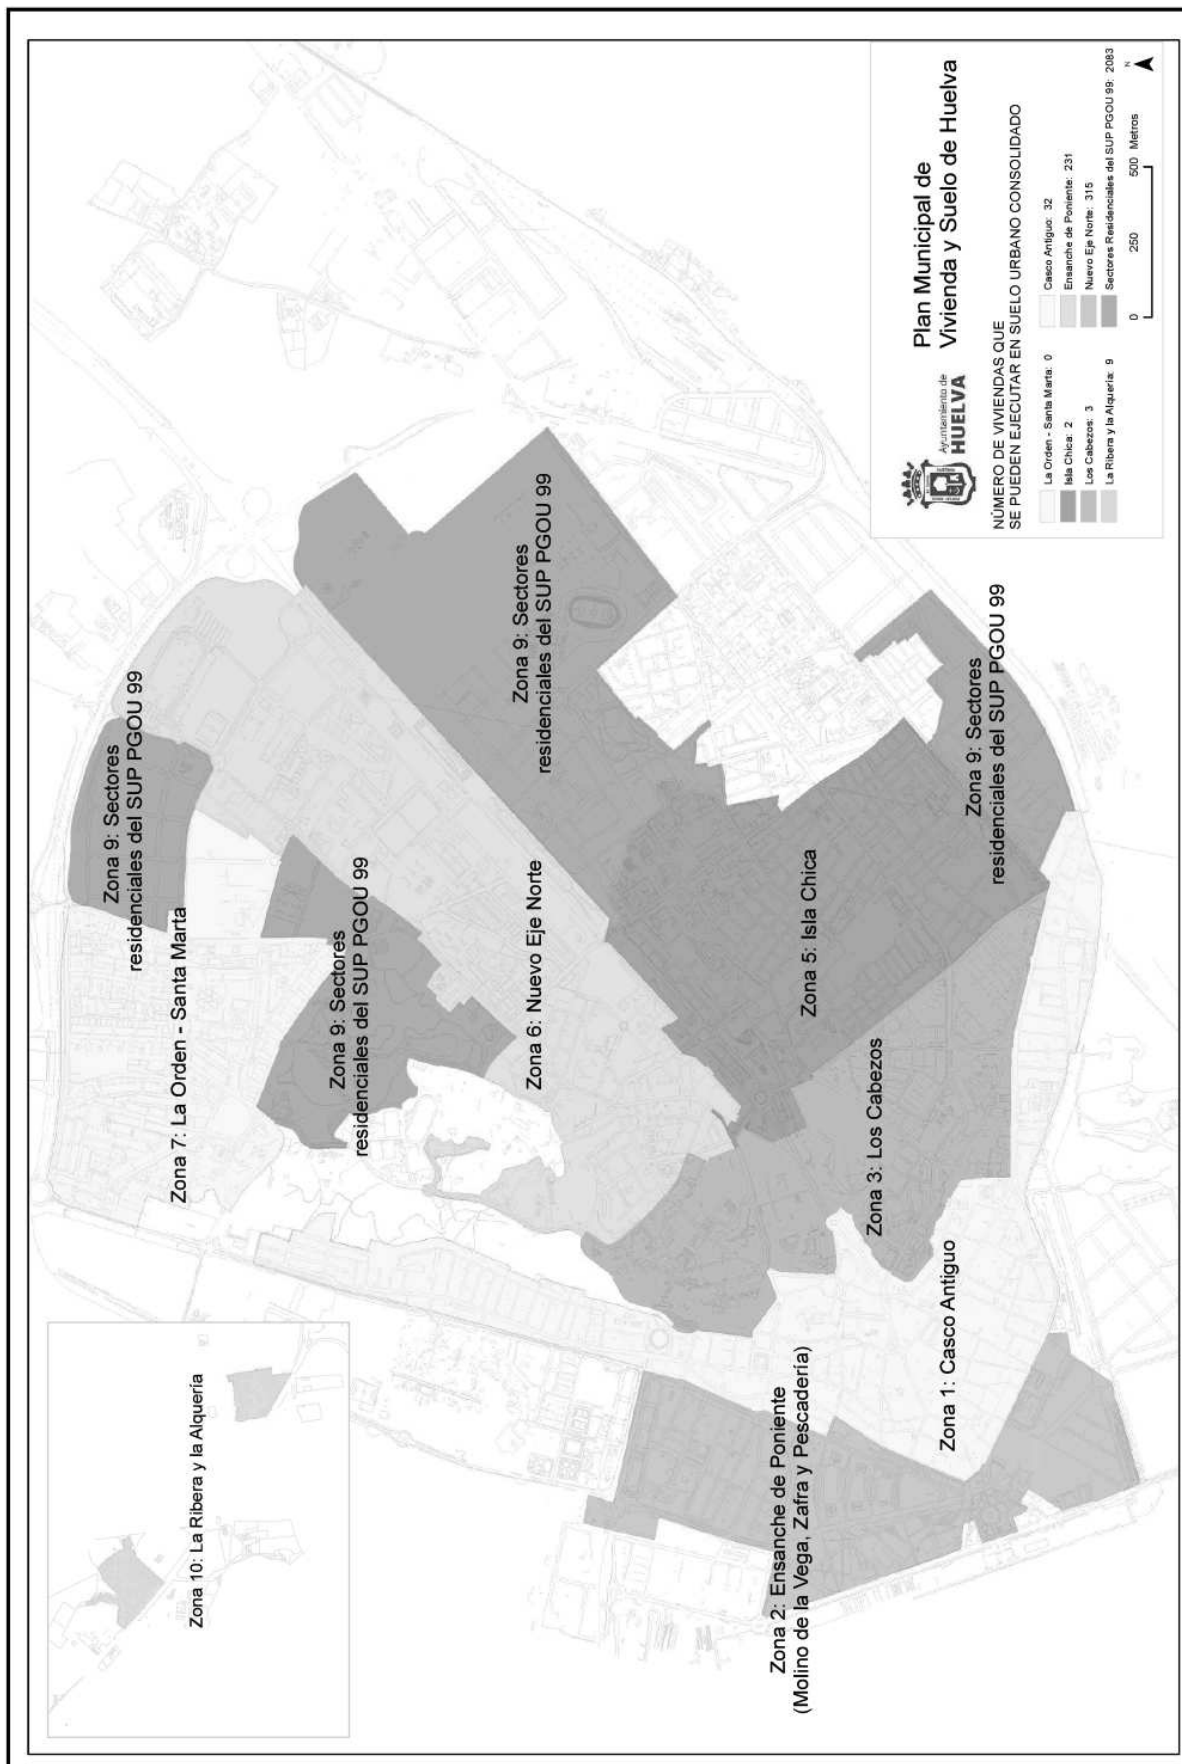 Plan Municipal de
Vivienda y Suelo de Huelva
Ayuntamiento de
HUELVA
NÚMERO DE VIVIENDAS QUE
SE PUEDEN EJECUTAR EN SUELO URBANO CONSOLIDADO
La Orden - Santa Marta: 0
Isla Chica: 2
Los Cabezos: 3
La Ribera y la Alquería: 9
Casco Antiguo: 32
Ensanche de Poniente: 231
Nuevo Eje Norte: 315
Sectores Residenciales del SUP PGOU 99: 2083
0 250 500 Metros
N
Zona 9: Sectores
residenciales del SUP PGOU 99
Zona 7: La Orden - Santa Marta
Zona 10: La Ribera y la Alquería
Zona 9: Sectores
residenciales del SUP PGOU 99
Zona 9: Sectores
residenciales del SUP PGOU 99
Zona 6: Nuevo Eje Norte
Zona 5: Isla Chica
Zona 2: Ensanche de Poniente
(Molino de la Vega, Zafra y Pescadería)
Zona 3: Los Cabezos
Zona 1: Casco Antiguo
Zona 9: Sectores
residenciales del SUP PGOU 99